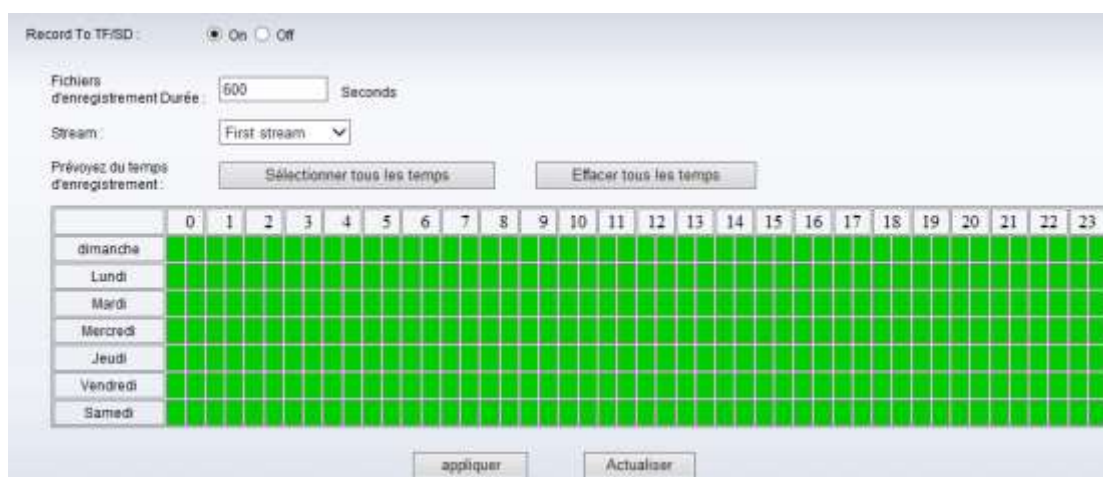 Record To TF/SD : On Off
Fichiers
d'enregistrement Durée : 600 Seconds
Stream : First stream
Prévoyez du temps
d'enregistrement : Sélectionner tous les temps Effacer tous les temps
0 1 2 3 4 5 6 7 8 9 10 11 12 13 14 15 16 17 18 19 20 21 22 23
dimanche
Lundi
Mardi
Mercredi
Jeudi
Vendredi
Samedi
appliquer Actualiser